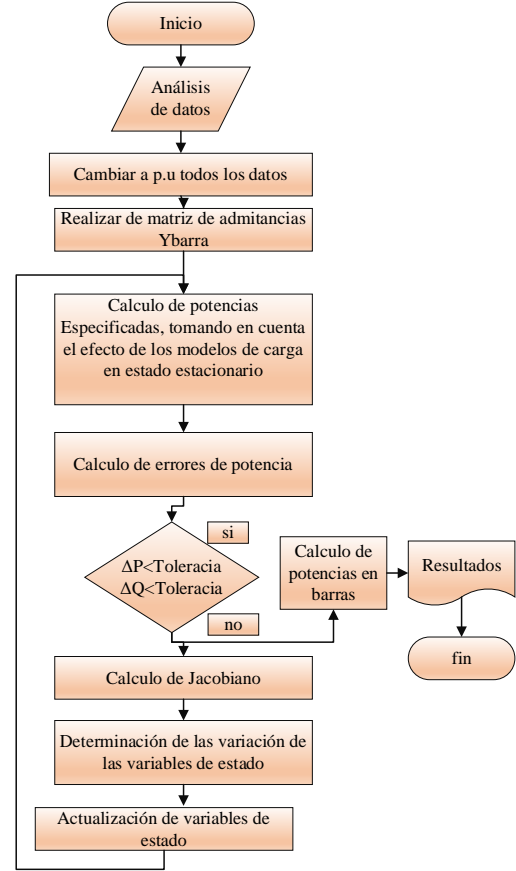 Inicio
Análisis
de datos
Cambiar a p.u todos los datos
Realizar de matriz de admitancias
Ybarra
Calculo de potencias
Especificadas, tomando en cuenta
el efecto de los modelos de carga
en estado estacionario
Calculo de errores de potencia
si
ΔP<Toleracia
ΔQ<Toleracia
no
Calculo de
potencias en
barras
Resultados
fin
Calculo de Jacobiano
Determinación de las variación de
las variables de estado
Actualización de variables de
estado